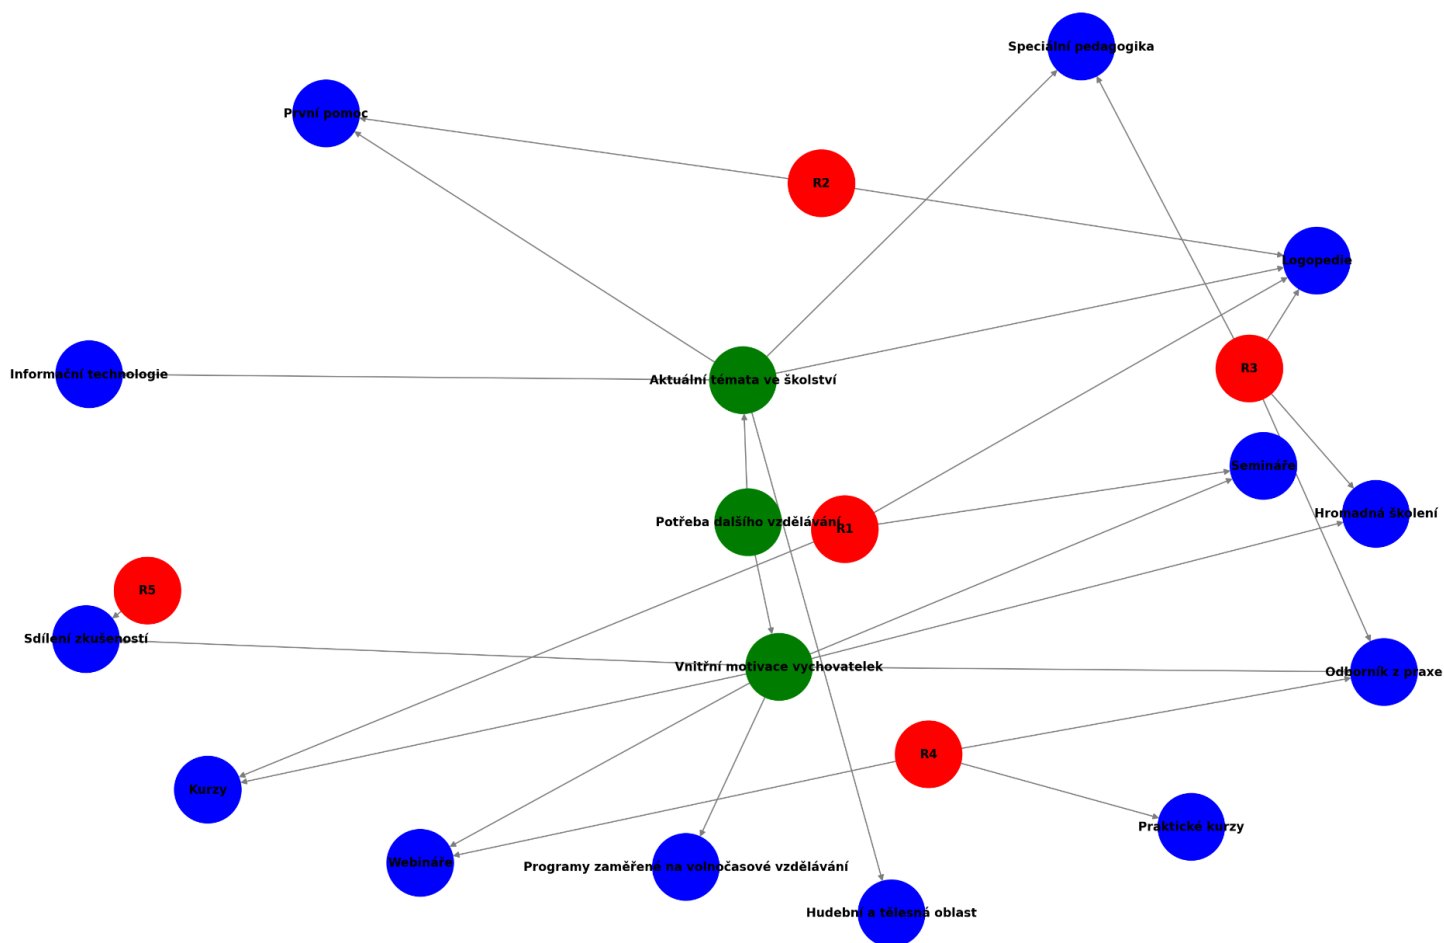 Speciální pedagogika
První pomoc
R2
Logopedie
R3
Informační technologie
Aktuální témata ve školství
Semináře
Hromadná školení
Potřeba dalšího vzdělávání
R1
R5
Sdílení zkušeností
Vnitřní motivace vychovatelek
Odborník z praxe
R4
Kurzy
Praktické kurzy
Webináře
Programy zaměřené na volnočasové vzdělávání
Hudební a tělesná oblast